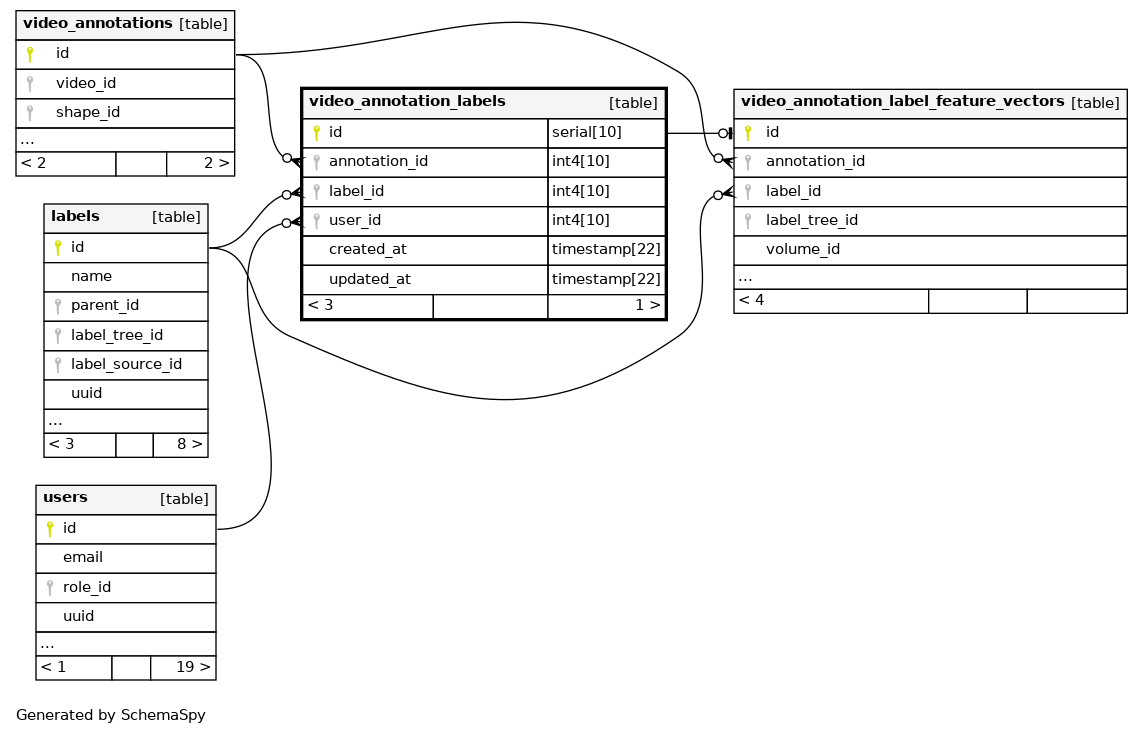 video_annotations [table]
id
video_id
shape_id
...
< 2 2 >
labels [table]
id
name
parent_id
label_tree_id
label_source_id
uuid
...
< 3 8 >
users [table]
id
email
role_id
uuid
...
< 1 19 >
video_annotation_labels [table]
id serial[10]
annotation_id int4[10]
label_id int4[10]
user_id int4[10]
created_at timestamp[22]
updated_at timestamp[22]
< 3 1 >
video_annotation_label_feature_vectors [table]
id
annotation_id
label_id
label_tree_id
volume_id
...
< 4
Generated by SchemaSpy